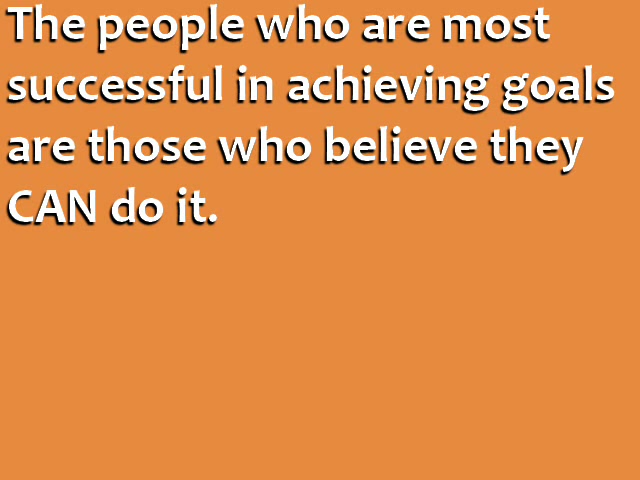 The people who are most
successful in achieving goals
are those who believe they
CAN do it.